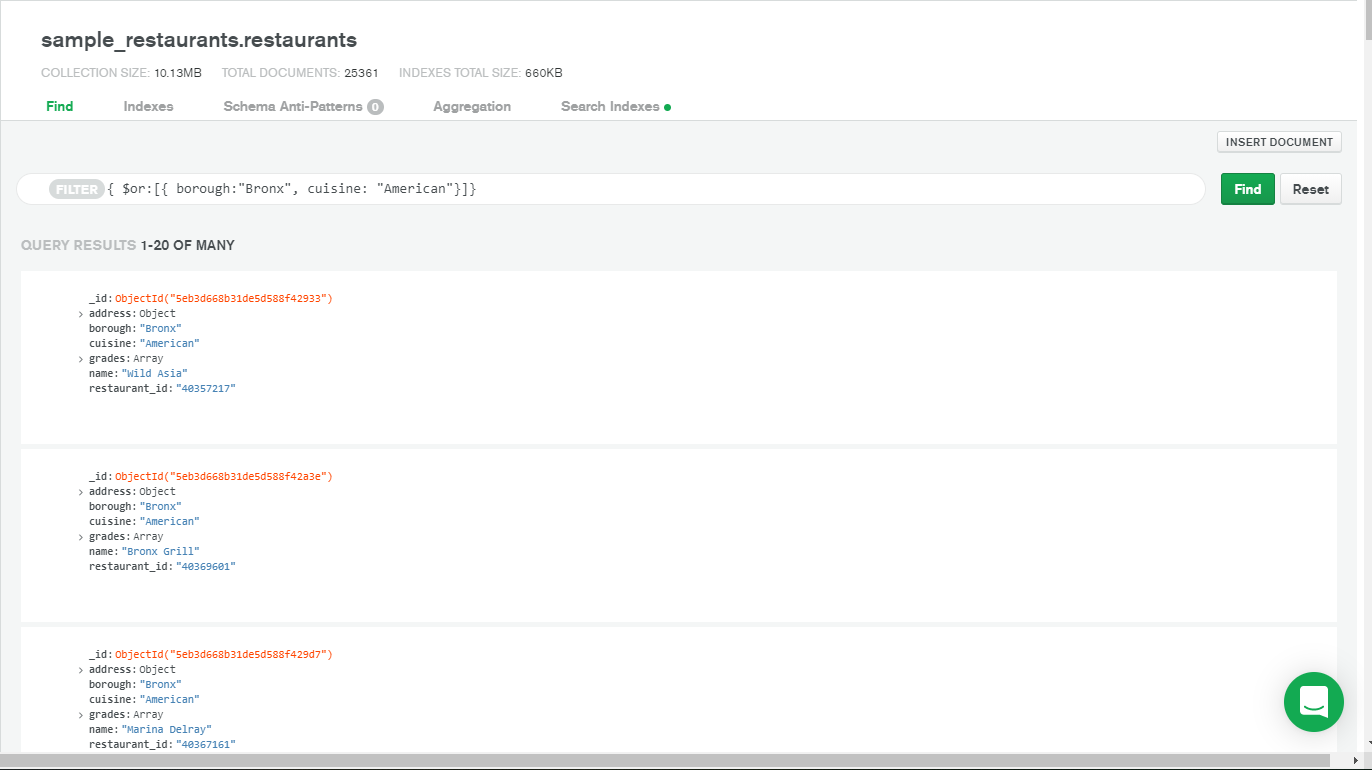 sample_restaurants.restaurants
COLLECTION SIZE: 10.13MB TOTAL DOCUMENTS: 25361 INDEXES TOTAL SIZE: 660KB
Find Indexes Schema Anti-Patterns 0 Aggregation Search Indexes
INSERT DOCUMENT
FILTER { $or:[{ borough:"Bronx", cuisine: "American"}]} Find Reset
QUERY RESULTS 1-20 OF MANY
_id: ObjectId("5eb3d668b31de5d588f42933")
address: Object
borough: "Bronx"
cuisine: "American"
grades: Array
name: "Wild Asia"
restaurant_id: "40357217"
_id: ObjectId("5eb3d668b31de5d588f42a3e")
address: Object
borough: "Bronx"
cuisine: "American"
grades: Array
name: "Bronx Grill"
restaurant_id: "40369601"
_id: ObjectId("5eb3d668b31de5d588f429d7")
address: Object
borough: "Bronx"
cuisine: "American"
grades: Array
name: "Marina Delray"
restaurant_id: "40367161"